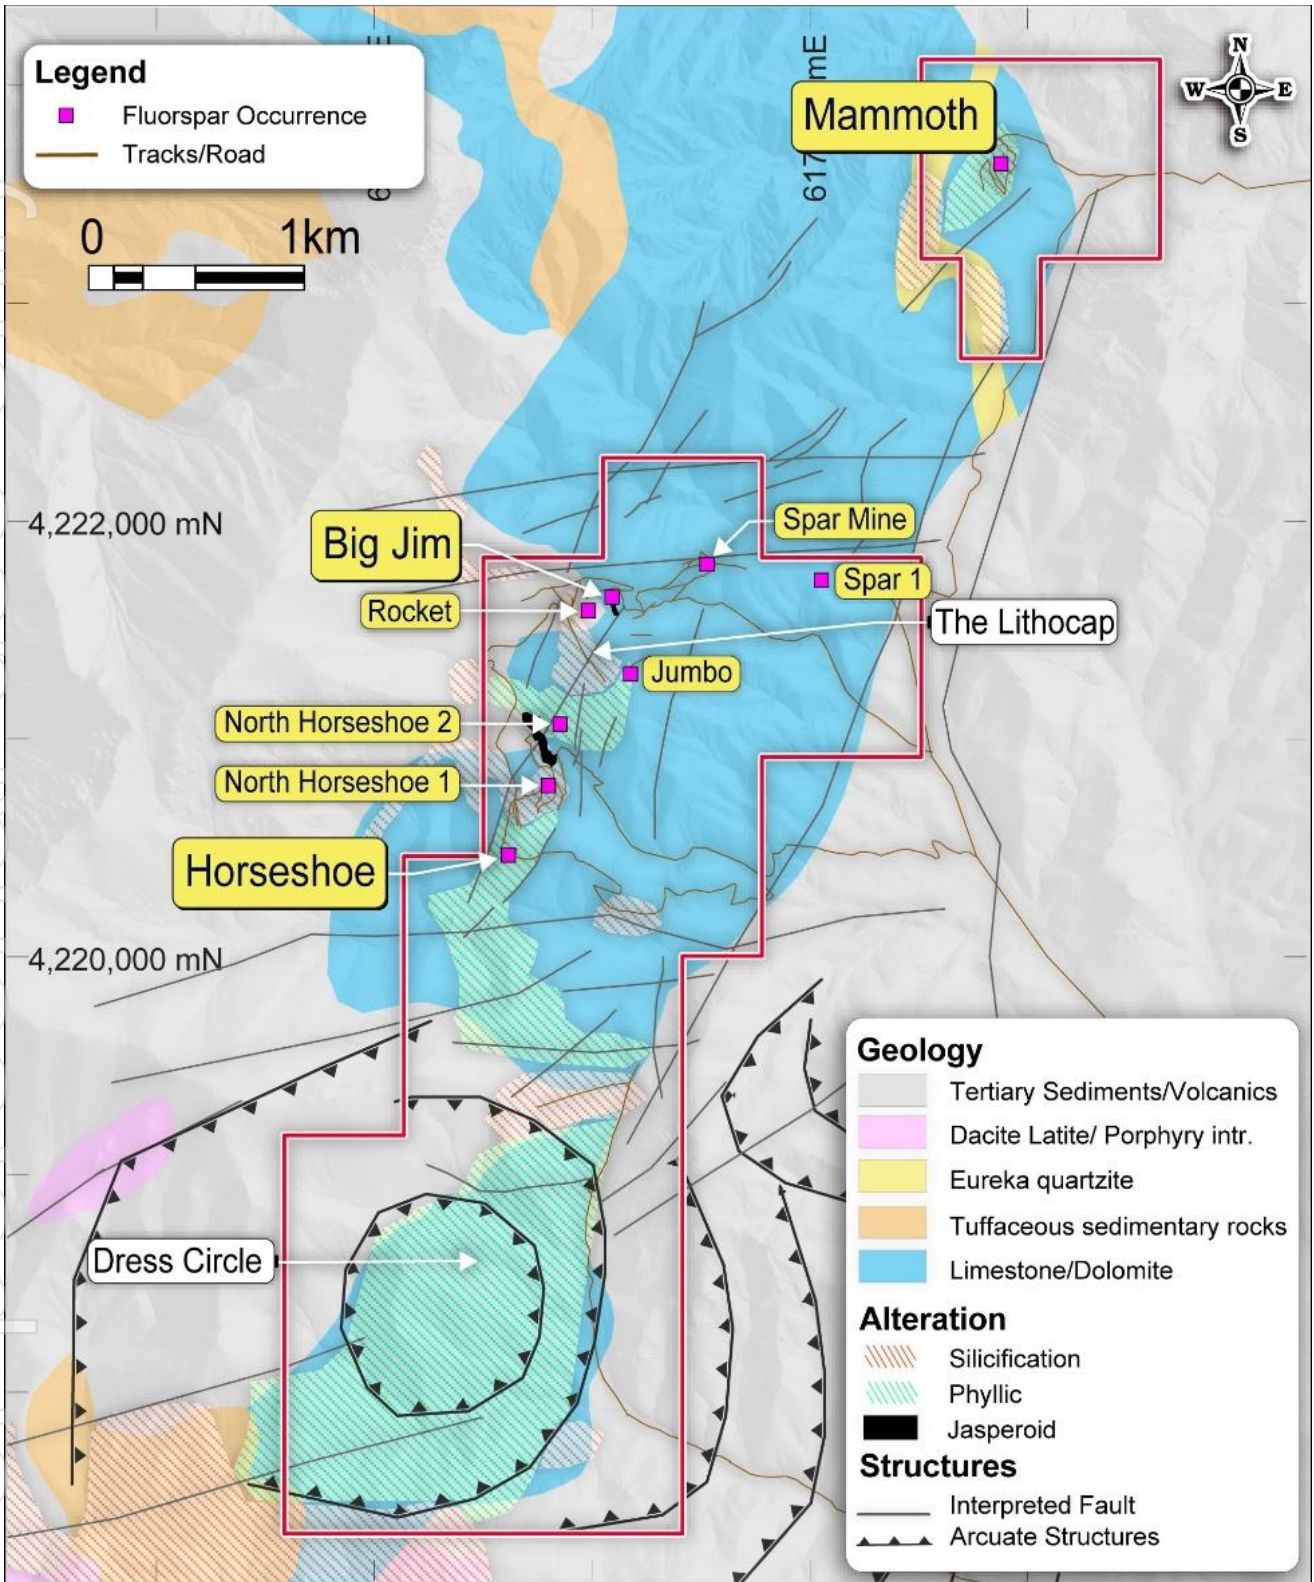 Legend
Fluorspar Occurrence
Tracks/Road
0 1km
617 mE
N
W E
S
Mammoth
4,222,000 mN
Big Jim
Spar Mine
Spar 1
Rocket
The Lithocap
Jumbo
North Horseshoe 2
North Horseshoe 1
Horseshoe
4,220,000 mN
Dress Circle
Geology
Tertiary Sediments/Volcanics
Dacite Latite/ Porphyry intr.
Eureka quartzite
Tuffaceous sedimentary rocks
Limestone/Dolomite
Alteration
Silicification
Phyllic
Jasperoid
Structures
Interpreted Fault
Arcuate Structures